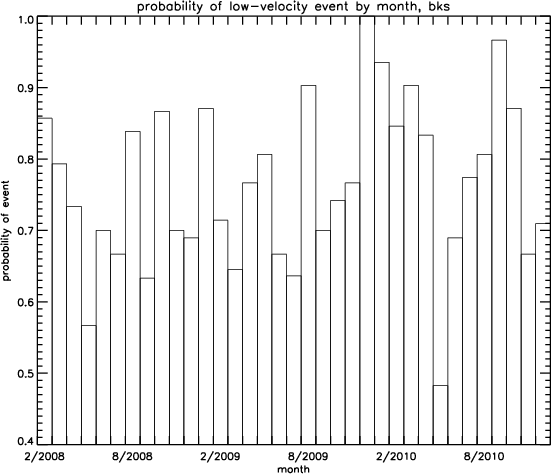 probability of low-velocity event by month, bks
1.0
0.9
0.8
0.7
0.6
0.5
0.4
probability of event
2/2008 8/2008 2/2009 8/2009 2/2010 8/2010
month